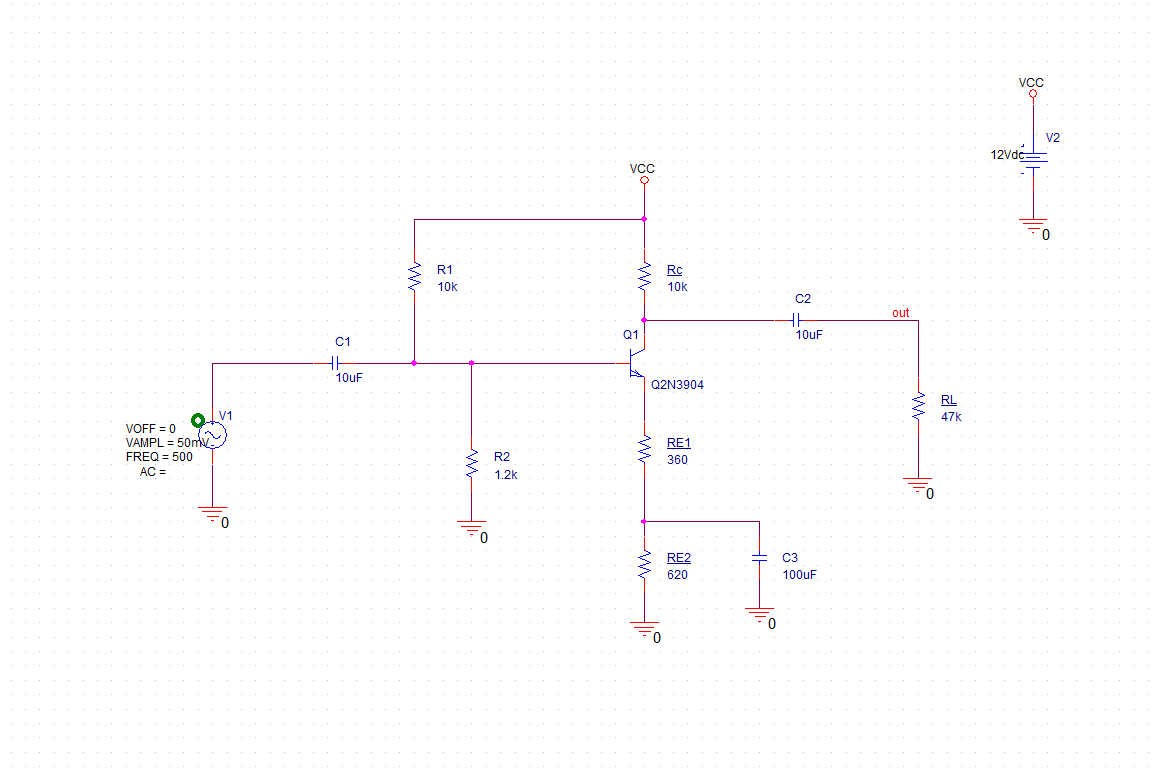 VCC
V2
12Vdc
0
VCC
R1
10k
Rc
10k
C2
10uF
out
Q1
Q2N3904
C1
10uF
V1
VOFF = 0
VAMPL = 50mV
FREQ = 500
AC =
0
R2
1.2k
0
RE1
360
RL
47k
0
RE2
620
0
C3
100uF
0